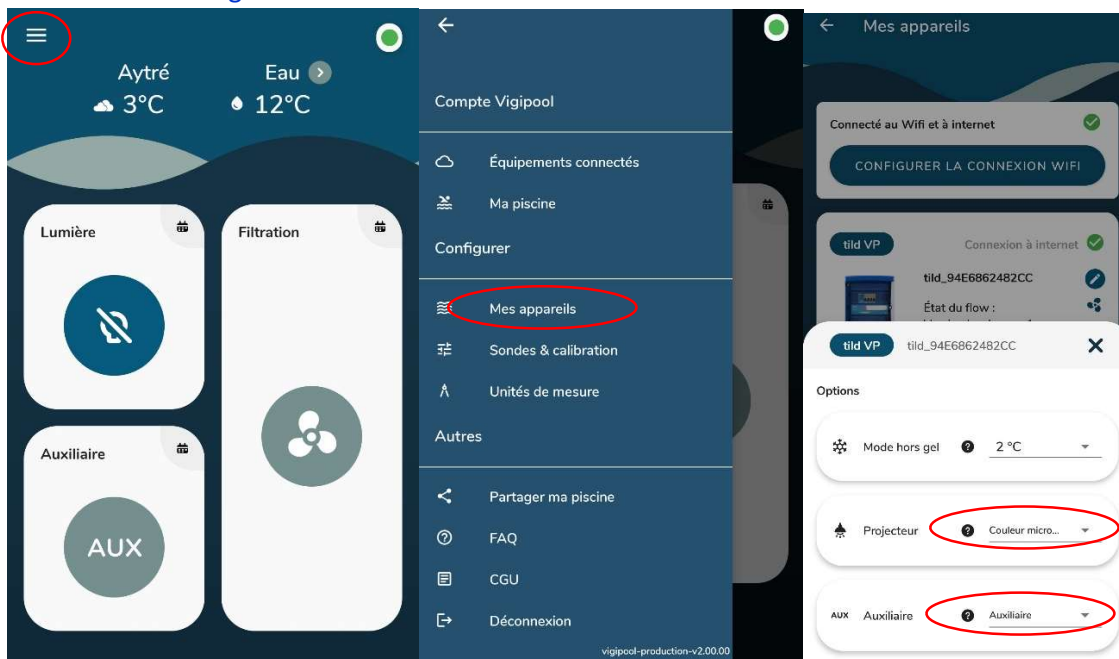 Aytré
Eau
3°C
12°C
Lumière
Filtration
Auxiliaire
AUX
Compte Vigipool
Équipements connectés
Ma piscine
Configurer
Mes appareils
Sondes & calibration
Unités de mesure
Autres
Partager ma piscine
FAQ
CGU
Déconnexion
vigipool-production-v2.00.00
Mes appareils
Connecté au Wifi et à internet
CONFIGURER LA CONNEXION WIFI
tild VP
Connexion à internet
tild_94E6862482CC
État du flow :
tild VP
tild_94E6862482CC
Options
Mode hors gel
2 °C
Projecteur
Couleur micro...
AUX Auxiliaire
Auxiliaire